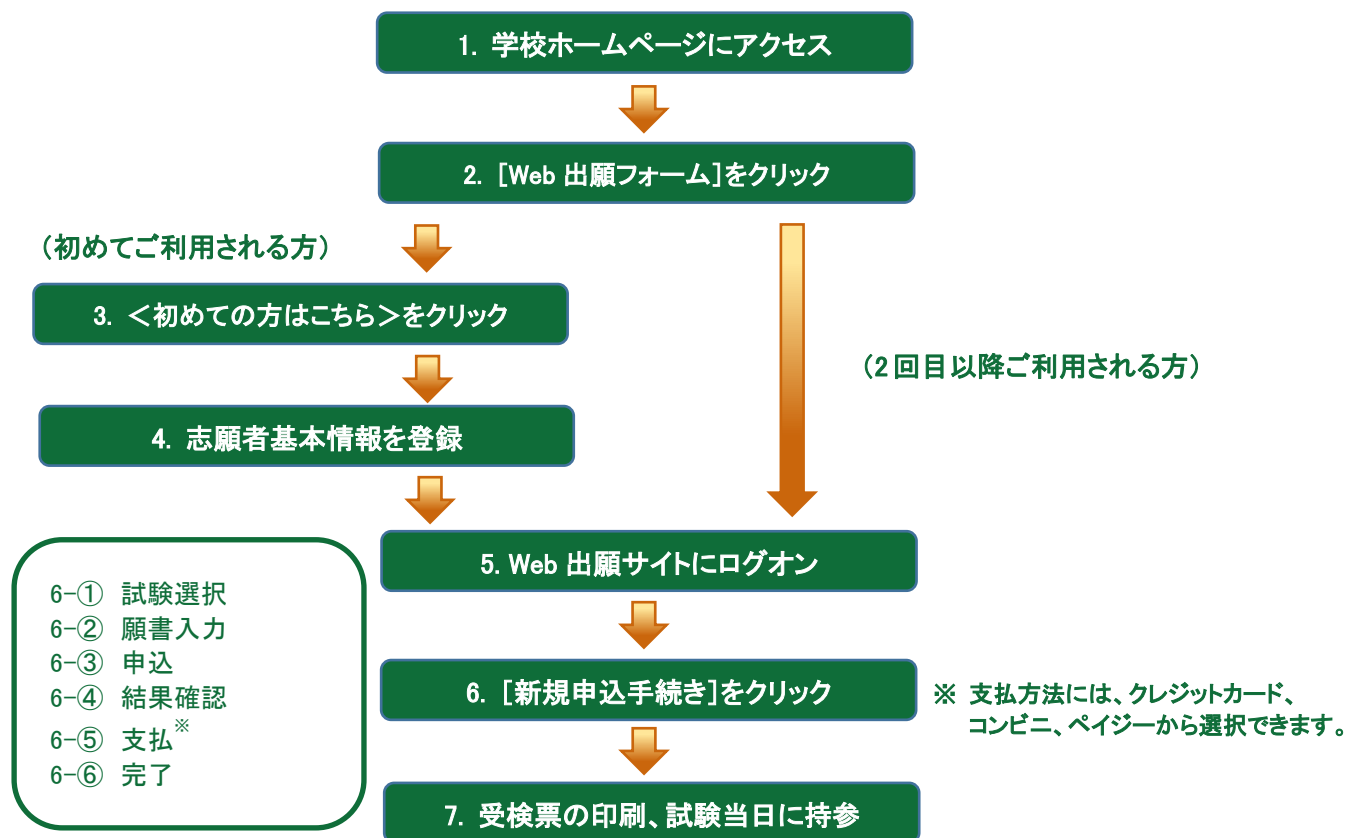 1. 学校ホームページにアクセス
2. [Web 出願フォーム]をクリック
(初めてご利用される方)
3. <初めての方はこちら>をクリック
(2回目以降ご利用される方)
4. 志願者基本情報を登録
5. Web 出願サイトにログオン
6-① 試験選択
6-② 願書入力
6-③ 申込
6-④ 結果確認
6-⑤ 支払※
6-⑥ 完了
6. [新規申込手続き]をクリック
※ 支払方法には、クレジットカード、
コンビニ、ペイジーから選択できます。
7. 受検票の印刷、試験当日に持参